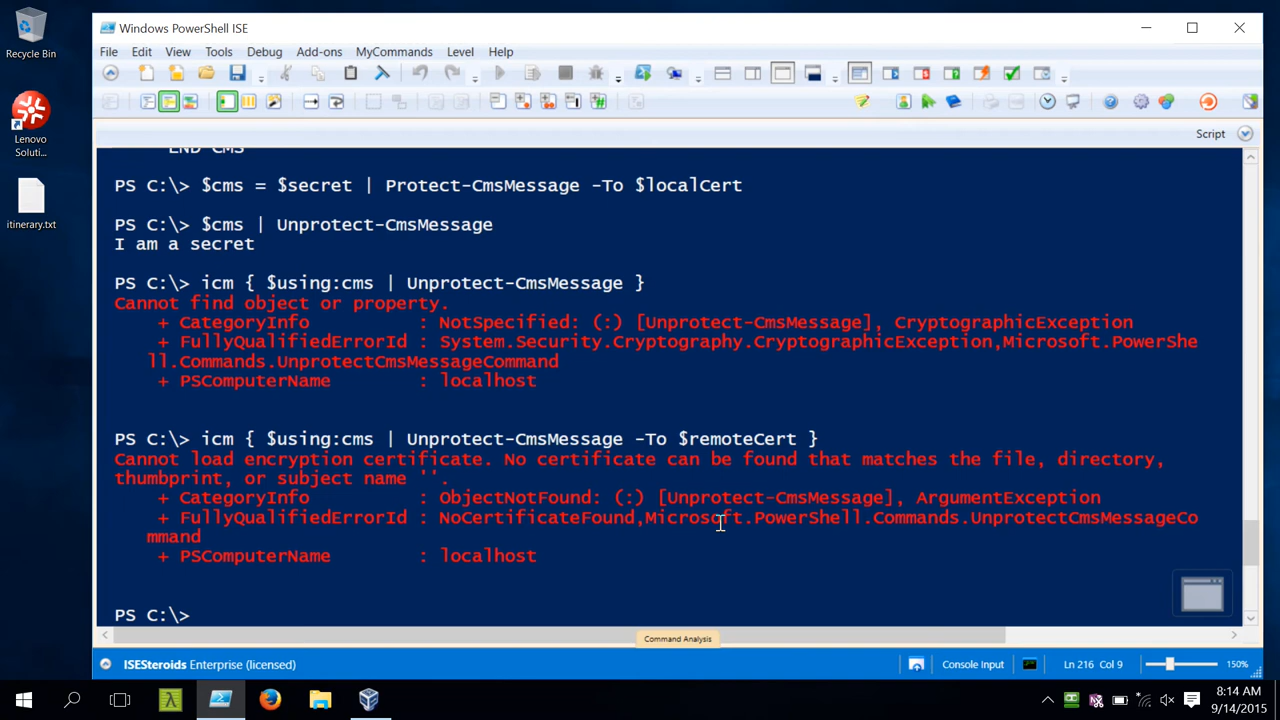 Windows PowerShell ISE
File Edit View Tools Debug Add-ons MyCommands Level Help
Script
Recycle Bin
Lenovo
Soluti...
itinerary.txt
END CMS
PS C:\> $cms = $secret | Protect-CmsMessage -To $localCert
PS C:\> $cms | Unprotect-CmsMessage
I am a secret
PS C:\> icm { $using:cms | Unprotect-CmsMessage }
Cannot find object or property.
+ CategoryInfo : NotSpecified: (:) [Unprotect-CmsMessage], CryptographicException
+ FullyQualifiedErrorId : System.Security.Cryptography.CryptographicException,Microsoft.PowerShe
ll.Commands.UnprotectCmsMessageCommand
+ PSComputerName : localhost
PS C:\> icm { $using:cms | Unprotect-CmsMessage -To $remoteCert }
Cannot load encryption certificate. No certificate can be found that matches the file, directory,
thumbprint, or subject name ''.
+ CategoryInfo : ObjectNotFound: (:) [Unprotect-CmsMessage], ArgumentException
+ FullyQualifiedErrorId : NoCertificateFound,Microsoft.PowerShell.Commands.UnprotectCmsMessageCo
mmand
+ PSComputerName : localhost
PS C:\>
Command Analysis
ISESteroids Enterprise (licensed)
Console Input
Ln 216 Col 9
150%
8:14 AM
9/14/2015